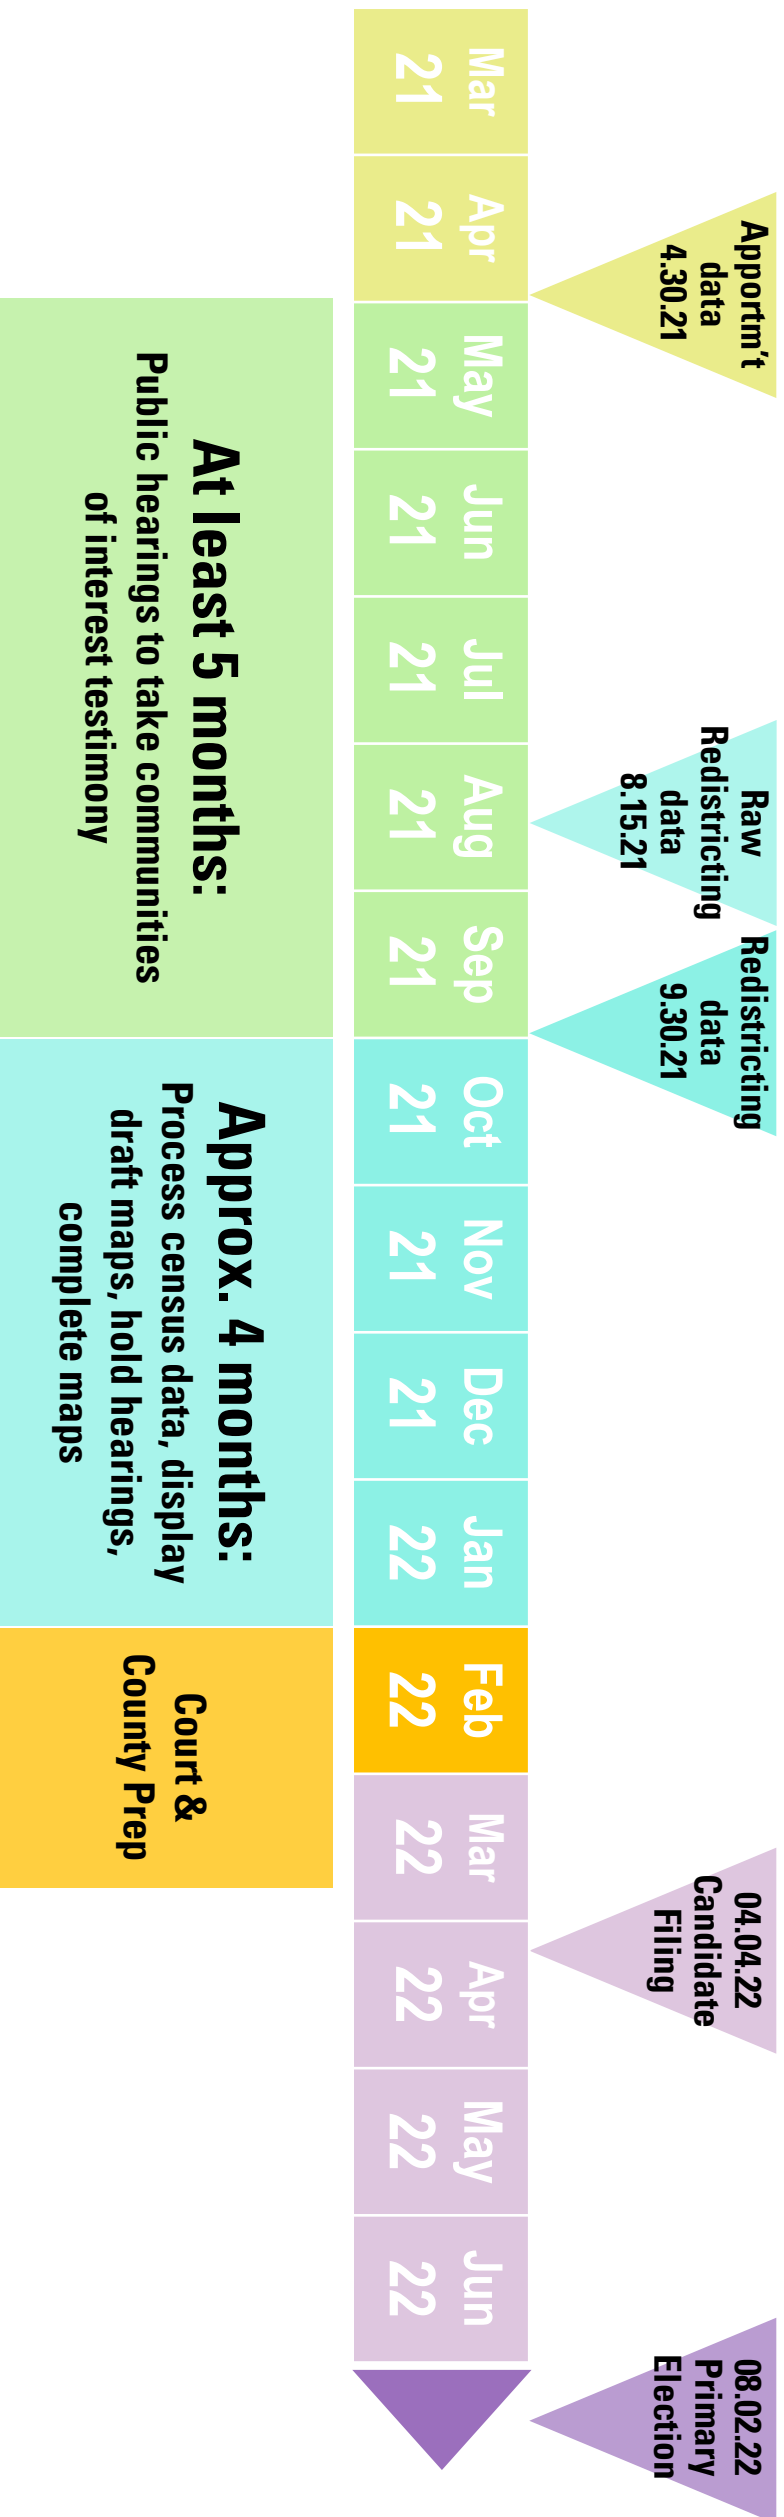 Apportm't
data
4.30.21
Raw
Redistricting
data
8.15.21
Redistricting
data
9.30.21
04.04.22
Candidate
Filing
08.02.22
Primary
Election
Mar
21
Apr
21
May
21
Jun
21
Jul
21
Aug
21
Sep
21
Oct
21
Nov
21
Dec
21
Jan
22
Feb
22
Mar
22
Apr
22
May
22
Jun
22
At least 5 months:
Public hearings to take communities
of interest testimony
Approx. 4 months:
Process census data, display
draft maps, hold hearings,
complete maps
Court &
County Prep